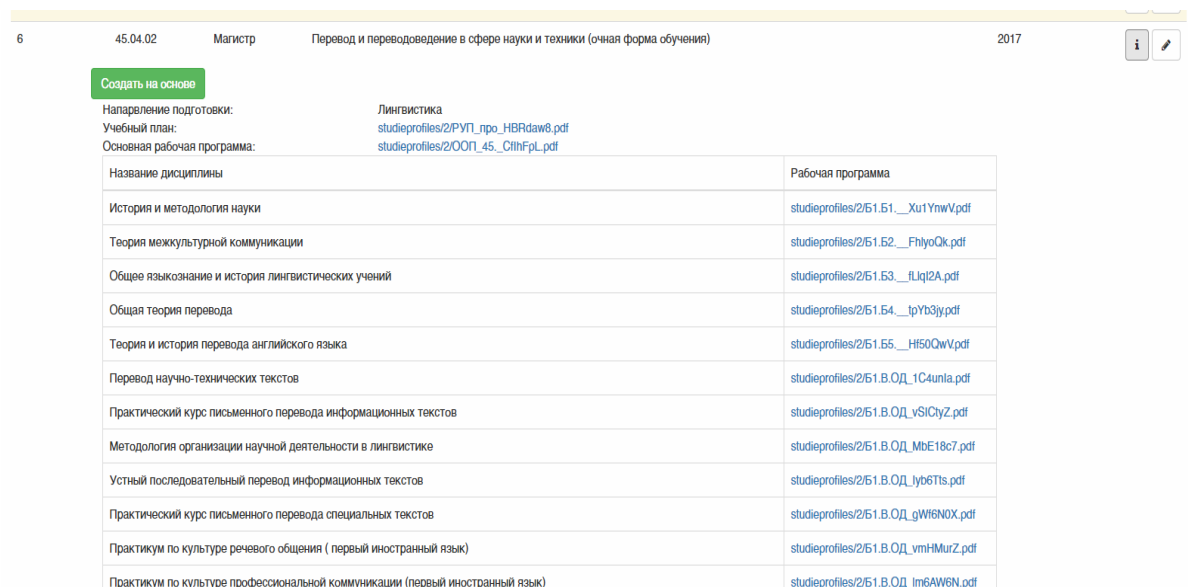 6 45.04.02 Магистр Перевод и переводоведение в сфере науки и техники (очная форма обучения) 2017
Создать на основе
Напарвление подготовки: Лингвистика
Учебный план: studieprofiles/2/РУП_про_HBRdaw8.pdf
Основная рабочая программа: studieprofiles/2/ООП_45._CfIhFpL.pdf
Название дисциплины Рабочая программа
История и методология науки studieprofiles/2/Б1.Б1.__Xu1YnwV.pdf
Теория межкультурной коммуникации studieprofiles/2/Б1.Б2.__FhlyoQk.pdf
Общее языкознание и история лингвистических учений studieprofiles/2/Б1.Б3.__fLlqI2A.pdf
Общая теория перевода studieprofiles/2/Б1.Б4.__tpYb3jy.pdf
Теория и история перевода английского языка studieprofiles/2/Б1.Б5.__Hf50QwV.pdf
Перевод научно-технических текстов studieprofiles/2/Б1.В.ОД_1C4unIa.pdf
Практический курс письменного перевода информационных текстов studieprofiles/2/Б1.В.ОД_vSICtyZ.pdf
Методология организации научной деятельности в лингвистике studieprofiles/2/Б1.В.ОД_MbE18c7.pdf
Устный последовательный перевод информационных текстов studieprofiles/2/Б1.В.ОД_lyb6Tts.pdf
Практический курс письменного перевода специальных текстов studieprofiles/2/Б1.В.ОД_gWf6N0X.pdf
Практикум по культуре речевого общения ( первый иностранный язык) studieprofiles/2/Б1.В.ОД_vmHMurZ.pdf
Практикум по культуре профессиональной коммуникации (первый иностранный язык) studieprofiles/2/Б1.В.ОД_lm6AW6N.pdf